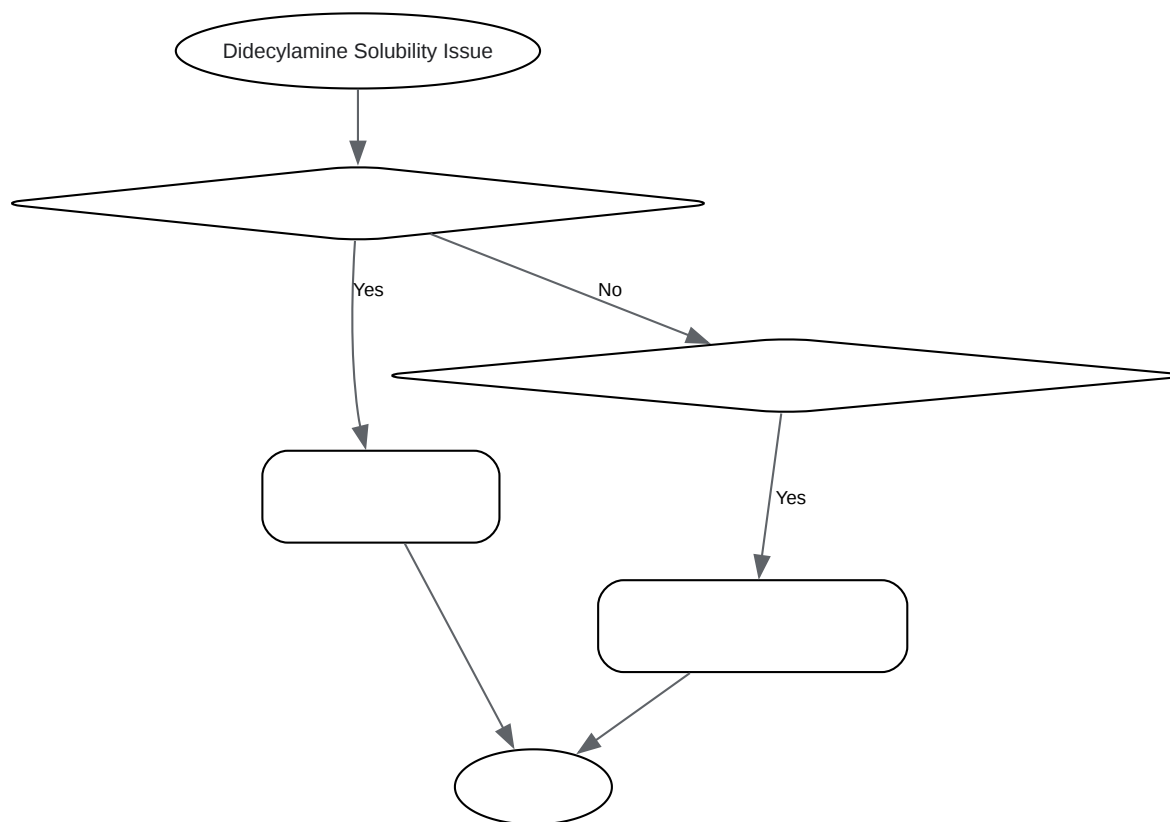 Didecylamine Solubility Issue
Yes
No
Yes